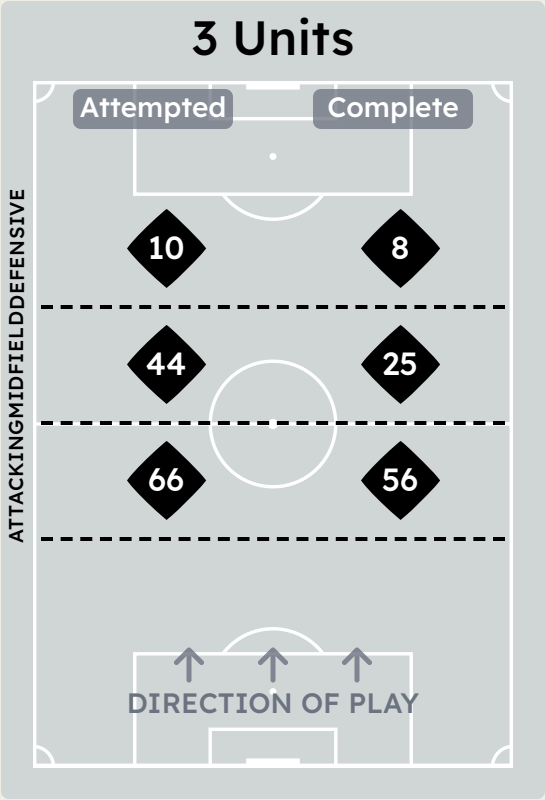 3 Units
Attempted
Complete
10
8
44
25
66
56
ATTACKINGMIDFIELDDEFENSIVE
DIRECTION OF PLAY